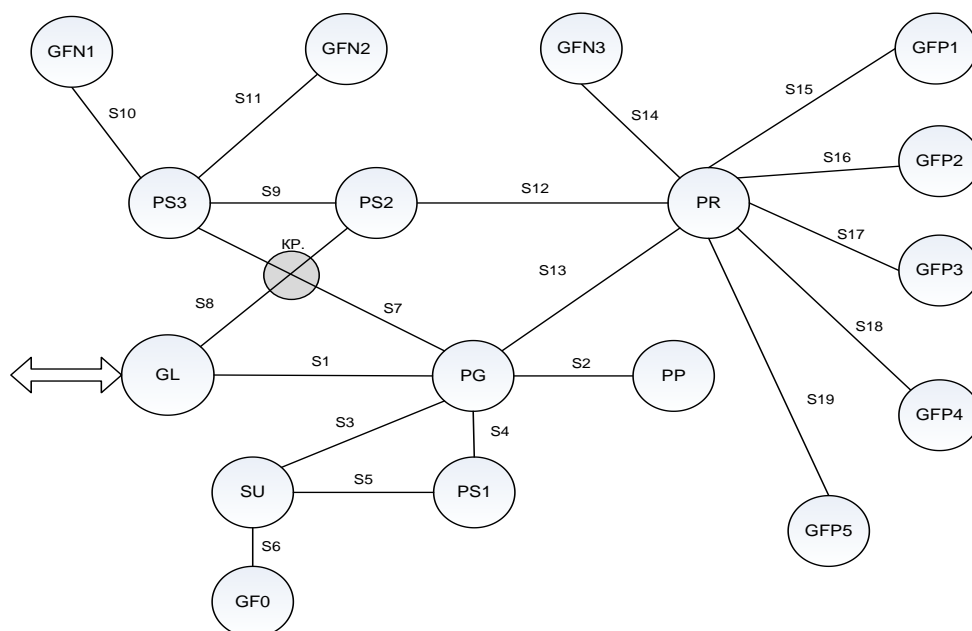 GFN1
GFN2
GFN3
GFP1
S10
S11
S14
S15
S16
GFP2
PS3
S9
PS2
S12
PR
S17
КР.
S13
GFP3
S8
S7
S18
GL
S1
PG
S2
PP
S19
GFP4
S3
S4
SU
S5
PS1
GFP5
S6
GF0